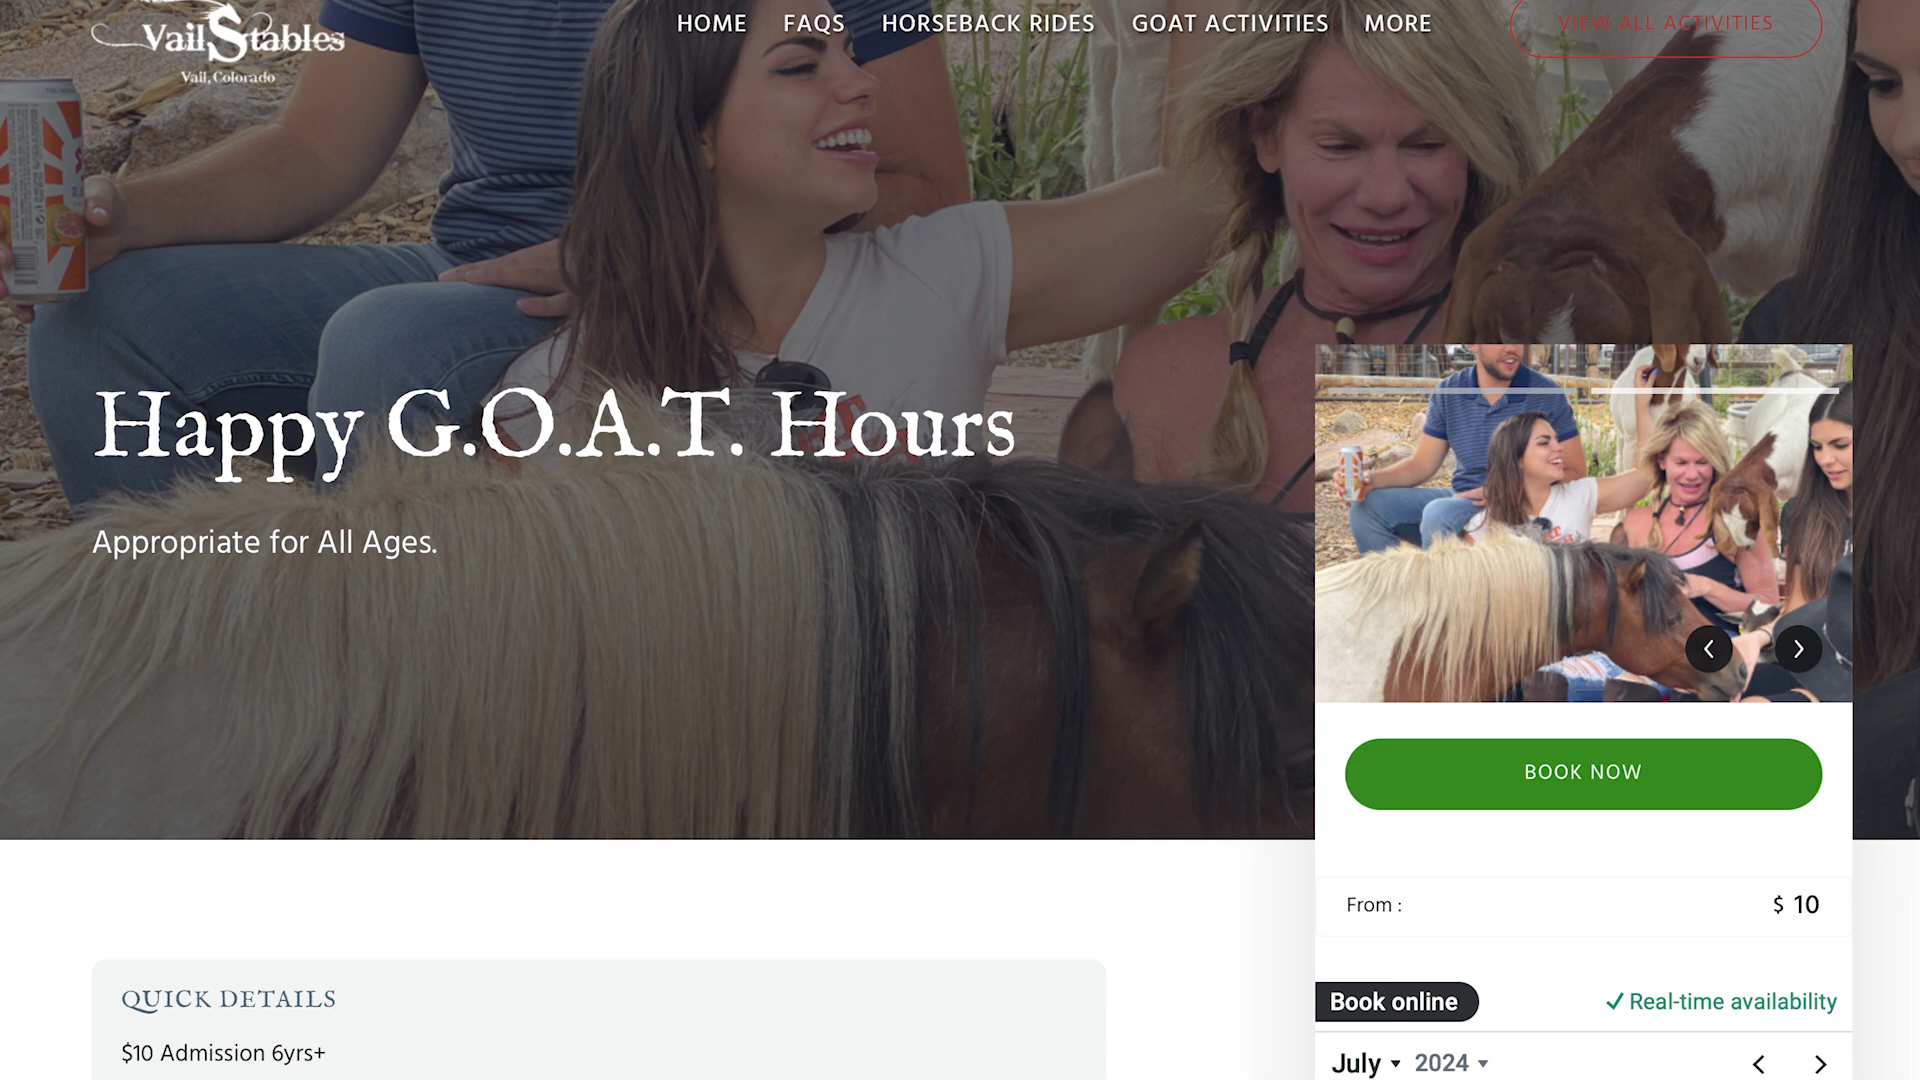 Vail Stables
Vail, Colorado
HOME FAQS HORSEBACK RIDES GOAT ACTIVITIES MORE
VIEW ALL ACTIVITIES
Happy G.O.A.T. Hours
Appropriate for All Ages.
BOOK NOW
From : $ 10
Book online ✓ Real-time availability
July 2024
QUICK DETAILS
$10 Admission 6yrs+